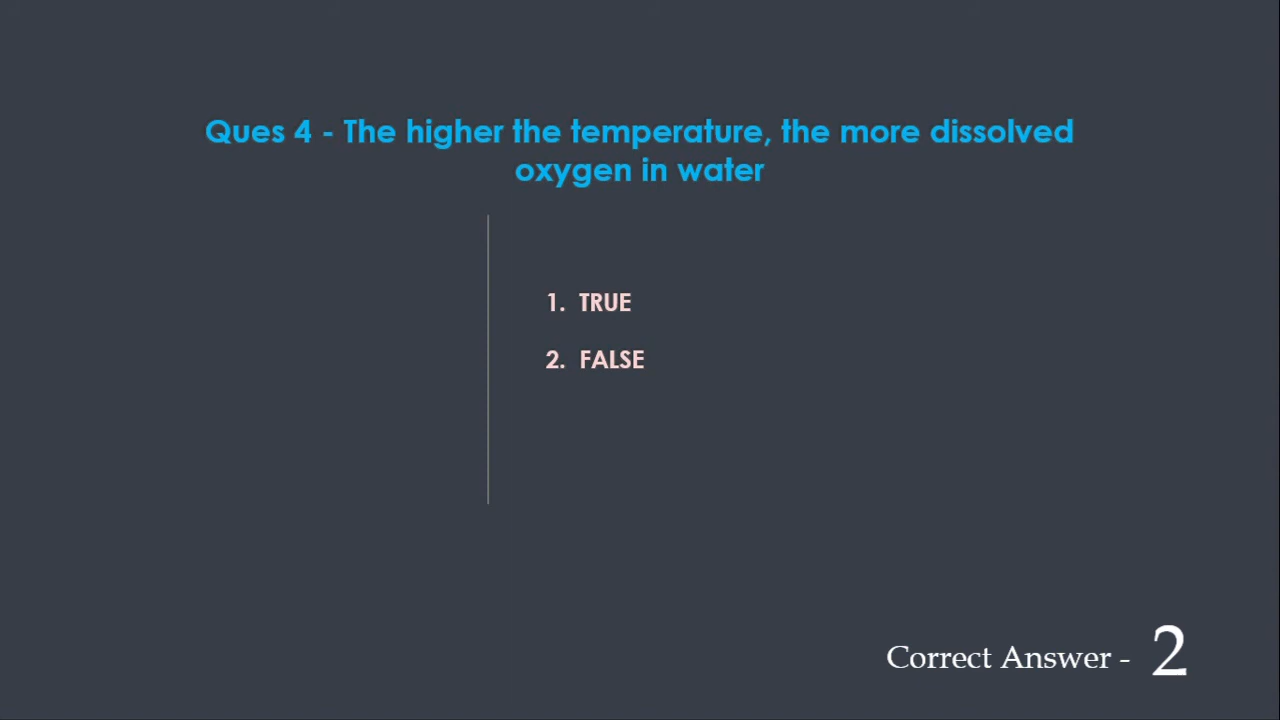 Ques 4 - The higher the temperature, the more dissolved
oxygen in water
1. TRUE
2. FALSE
Correct Answer - 2